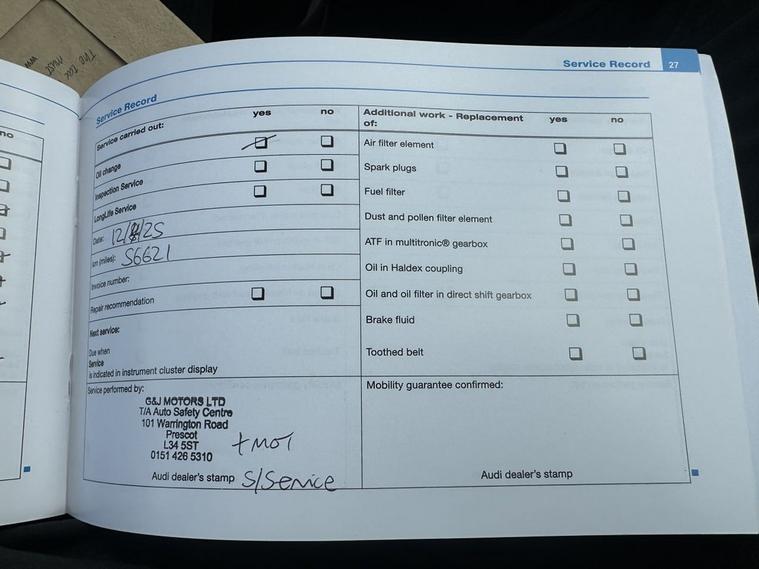 The tax
must
Service Record 27
Service Record
no
yes no
Service carried out:
Oil change
Inspection Service
LongLife Service
Date: 12/8/25
km (miles): 56621
Invoice number:
Repair recommendation
Next service:
Due when
Service
is indicated in instrument cluster display
Service performed by:
G&J MOTORS LTD
T/A Auto Safety Centre
101 Warrington Road
Prescot
L34 5ST
0151 426 5310
+ MOT
Audi dealer's stamp S/Service
Additional work - Replacement of: yes no
Air filter element
Spark plugs
Fuel filter
Dust and pollen filter element
ATF in multitronic® gearbox
Oil in Haldex coupling
Oil and oil filter in direct shift gearbox
Brake fluid
Toothed belt
Mobility guarantee confirmed:
Audi dealer's stamp